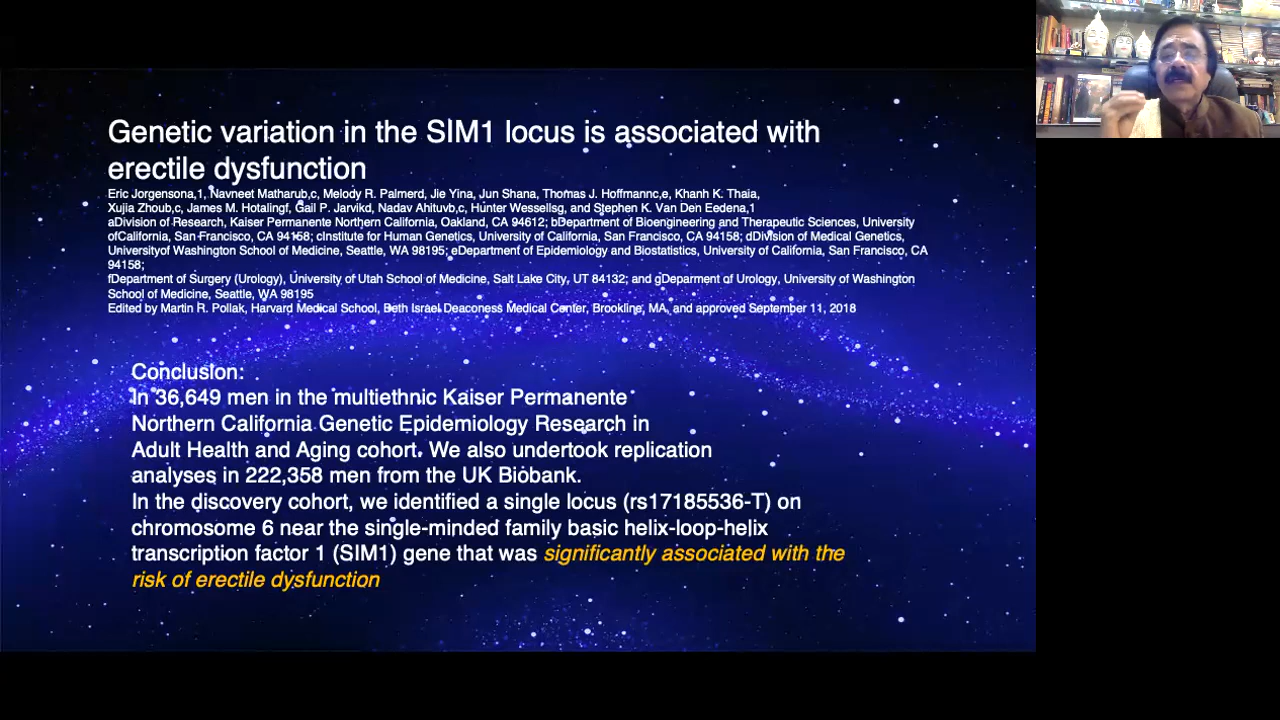 Genetic variation in the SIM1 locus is associated with
erectile dysfunction
Eric Jorgensona,1, Navneet Matharub,c, Melody R. Palmerd, Jie Yina, Jun Shana, Thomas J. Hoffmannc,e, Khanh K. Thaia,
Xujia Zhoub,c, James M. Hotalingf, Gail P. Jarvikd, Nadav Ahituvb,c, Hunter Wessellsg, and Stephen K. Van Den Eedena,1
aDivision of Research, Kaiser Permanente Northern California, Oakland, CA 94612; bDepartment of Bioengineering and Therapeutic Sciences, University
ofCalifornia, San Francisco, CA 94158; cInstitute for Human Genetics, University of California, San Francisco, CA 94158; dDivision of Medical Genetics,
Universityof Washington School of Medicine, Seattle, WA 98195; eDepartment of Epidemiology and Biostatistics, University of California, San Francisco, CA
94158;
fDepartment of Surgery (Urology), University of Utah School of Medicine, Salt Lake City, UT 84132; and gDeparment of Urology, University of Washington
School of Medicine, Seattle, WA 98195
Edited by Martin R. Pollak, Harvard Medical School, Beth Israel Deaconess Medical Center, Brookline, MA, and approved September 11, 2018
Conclusion:
In 36,649 men in the multiethnic Kaiser Permanente
Northern California Genetic Epidemiology Research in
Adult Health and Aging cohort. We also undertook replication
analyses in 222,358 men from the UK Biobank.
In the discovery cohort, we identified a single locus (rs17185536-T) on
chromosome 6 near the single-minded family basic helix-loop-helix
transcription factor 1 (SIM1) gene that was significantly associated with the
risk of erectile dysfunction